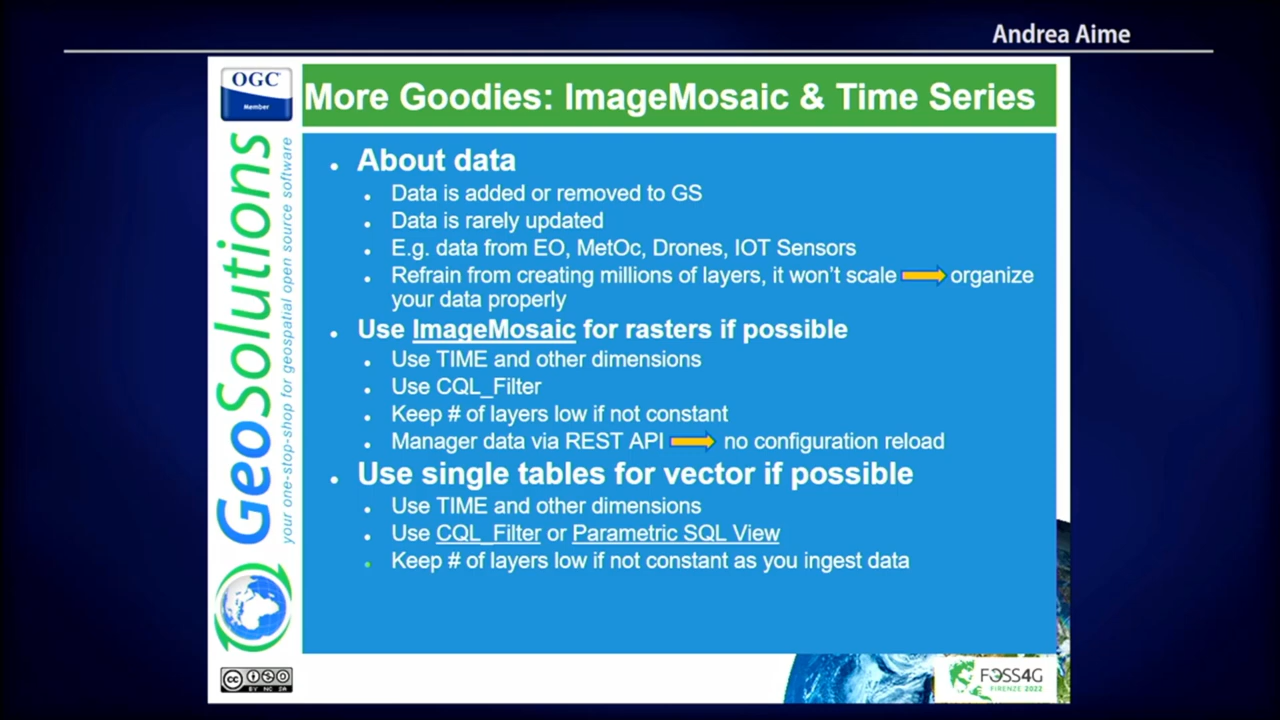 Andrea Aime
OGC
Member
GeoSolutions
your one-stop-shop for geospatial open source software
More Goodies: ImageMosaic & Time Series
• About data
• Data is added or removed to GS
• Data is rarely updated
• E.g. data from EO, MetOc, Drones, IOT Sensors
• Refrain from creating millions of layers, it won't scale organize
your data properly
• Use ImageMosaic for rasters if possible
• Use TIME and other dimensions
• Use CQL_Filter
• Keep # of layers low if not constant
• Manager data via REST API no configuration reload
• Use single tables for vector if possible
• Use TIME and other dimensions
• Use CQL_Filter or Parametric SQL View
• Keep # of layers low if not constant as you ingest data
CC
BY NC SA
FOSS4G
FIRENZE 2022